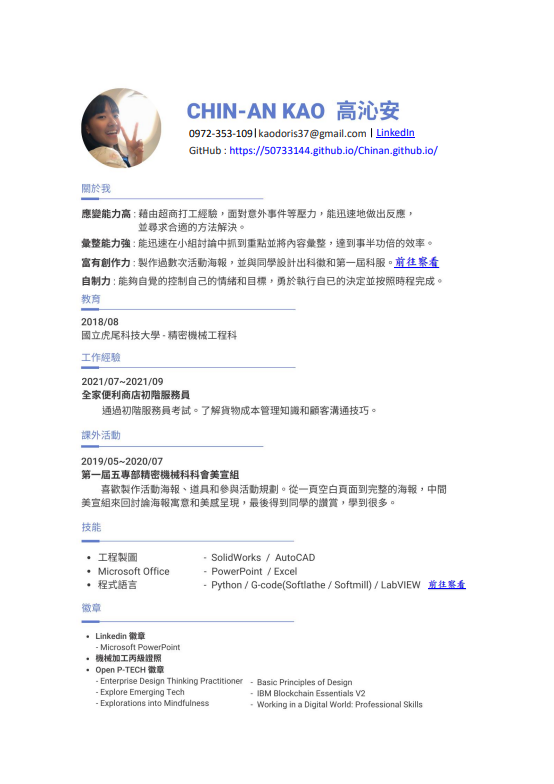 CHIN-AN KAO 高沁安
0972-353-109 | kaodoris37@gmail.com | LinkedIn
GitHub : https://50733144.github.io/Chinan.github.io/
關於我
應變能力高 : 藉由超商打工經驗，面對意外事件等壓力，能迅速地做出反應，
並尋求合適的方法解決。
彙整能力強 : 能迅速在小組討論中抓到重點並將內容彙整，達到事半功倍的效率。
富有創作力 : 製作過數次活動海報，並與同學設計出科徽和第一屆科服。前往察看
自制力 : 能夠自覺的控制自己的情緒和目標，勇於執行自己的決定並按照時程完成。
教育
2018/08
國立虎尾科技大學 - 精密機械工程科
工作經驗
2021/07~2021/09
全家便利商店初階服務員
通過初階服務員考試。了解貨物成本管理知識和顧客溝通技巧。
課外活動
2019/05~2020/07
第一屆五專部精密機械科科會美宣組
喜歡製作活動海報、道具和參與活動規劃。從一頁空白頁面到完整的海報，中間
美宣組來回討論海報寓意和美感呈現，最後得到同學的讚賞，學到很多。
技能
• 工程製圖 - SolidWorks / AutoCAD
• Microsoft Office - PowerPoint / Excel
• 程式語言 - Python / G-code(Softlathe / Softmill) / LabVIEW 前往察看
徽章
• Linkedin 徽章
- Microsoft PowerPoint
• 機械加工丙級證照
• Open P-TECH 徽章
- Enterprise Design Thinking Practitioner - Basic Principles of Design
- Explore Emerging Tech - IBM Blockchain Essentials V2
- Explorations into Mindfulness - Working in a Digital World: Professional Skills